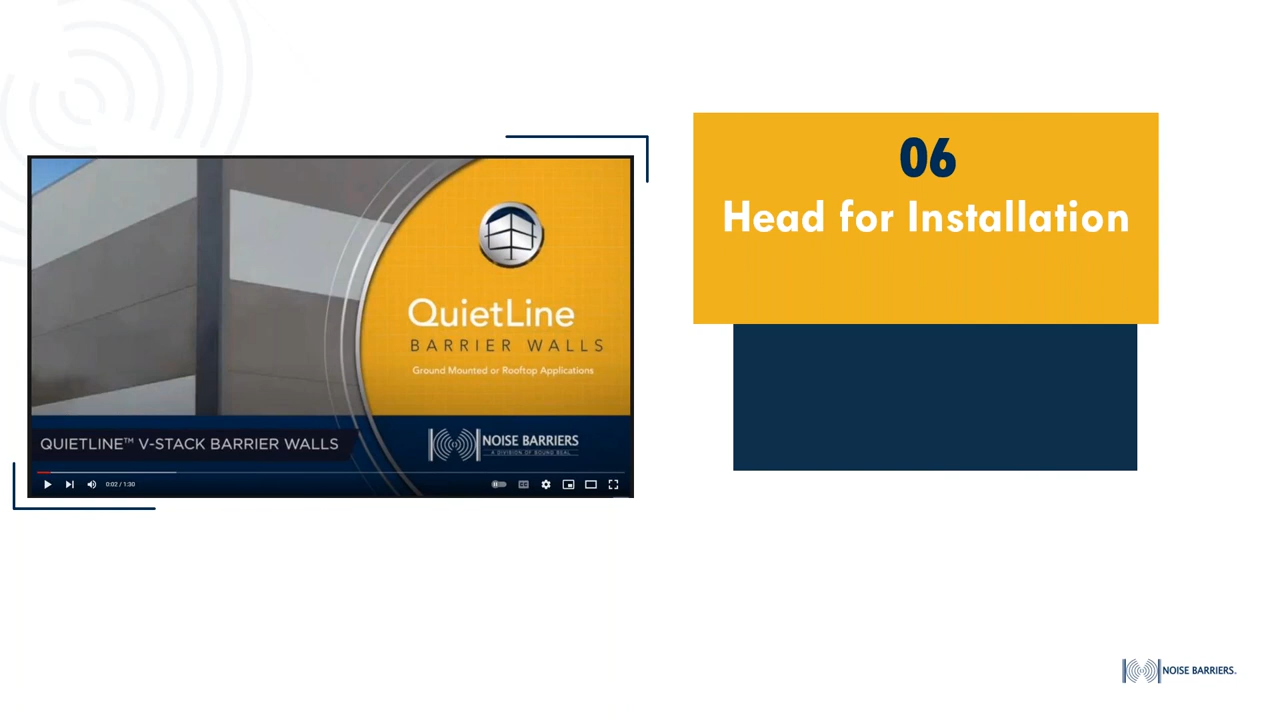 06
Head for Installation
QuietLine
BARRIER WALLS
Ground Mounted or Rooftop Applications
QUIETLINE™ V-STACK BARRIER WALLS
NOISE BARRIERS
A DIVISION OF SOUND SEAL
0:02 / 1:30
NOISE BARRIERS.